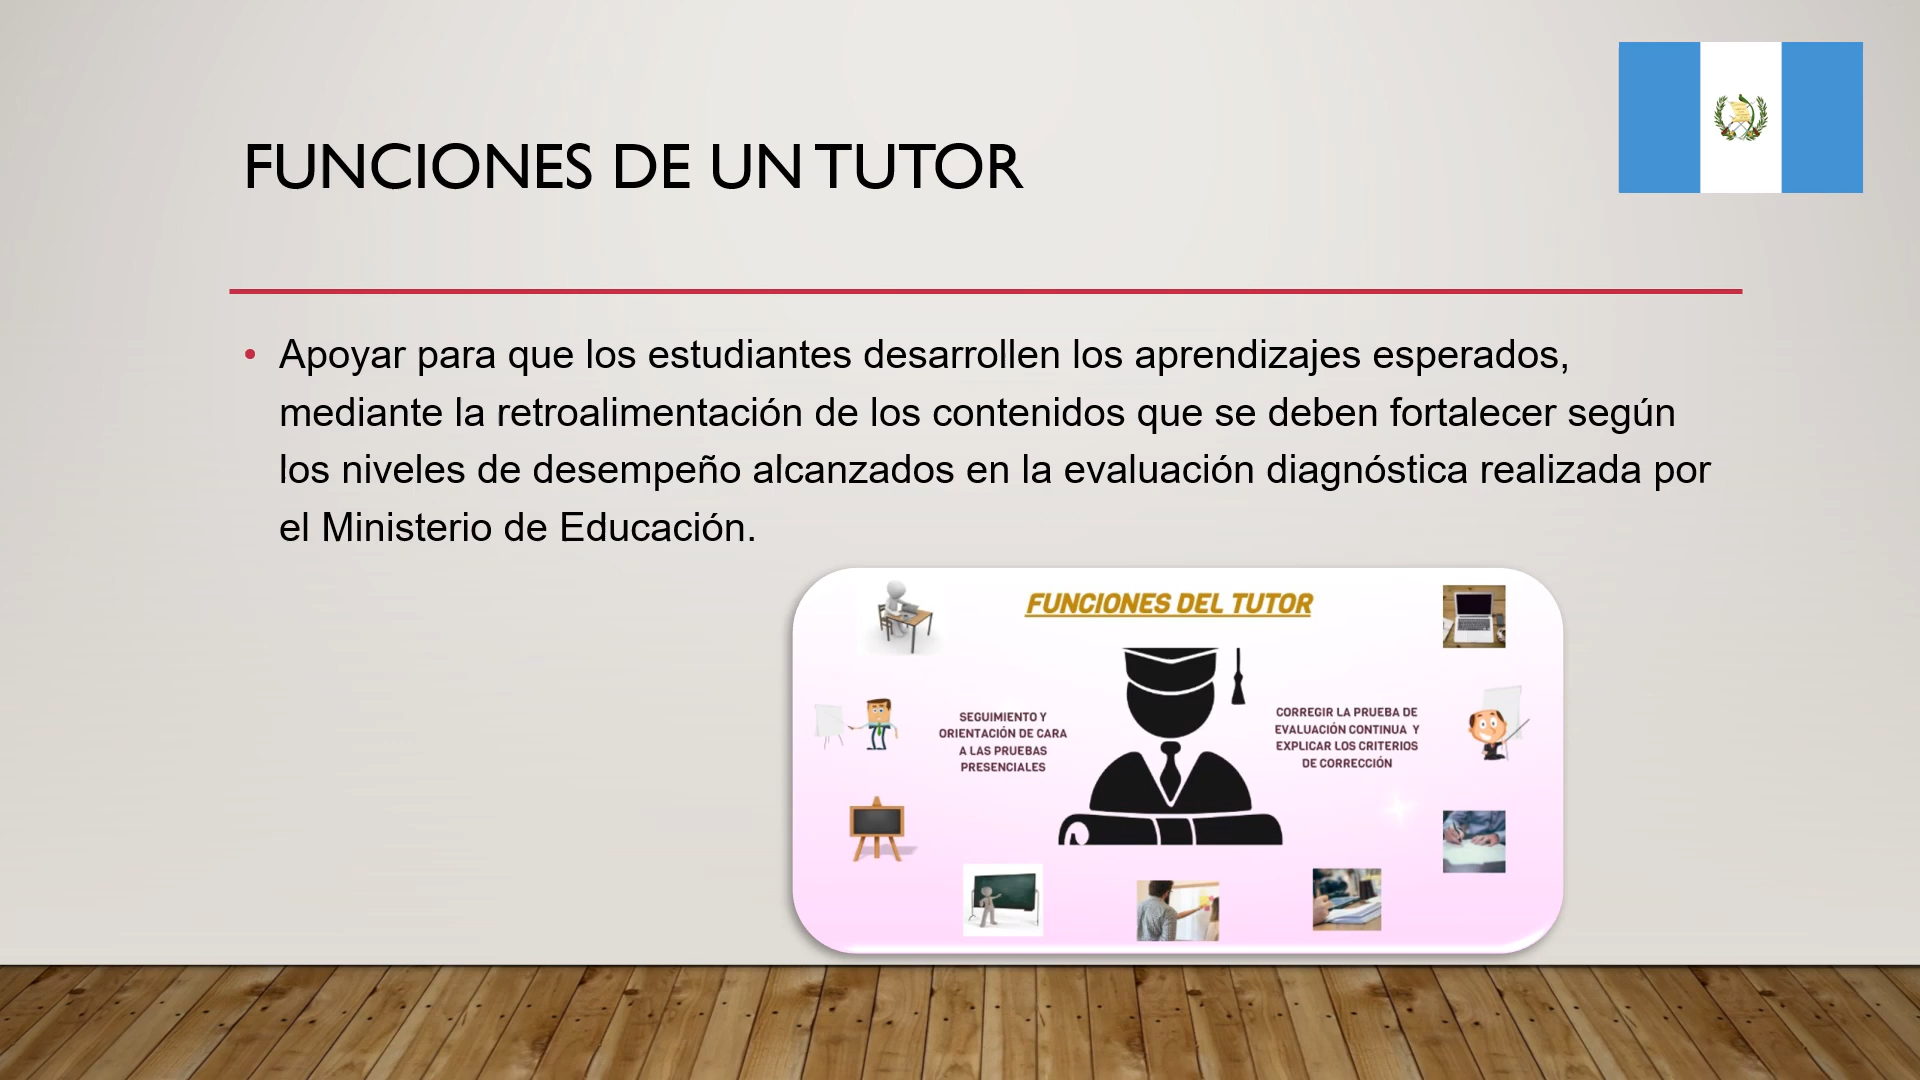 FUNCIONES DE UN TUTOR
• Apoyar para que los estudiantes desarrollen los aprendizajes esperados,
mediante la retroalimentación de los contenidos que se deben fortalecer según
los niveles de desempeño alcanzados en la evaluación diagnóstica realizada por
el Ministerio de Educación.
FUNCIONES DEL TUTOR
SEGUIMIENTO Y
ORIENTACIÓN DE CARA
A LAS PRUEBAS
PRESENCIALES
CORREGIR LA PRUEBA DE
EVALUACIÓN CONTINUA Y
EXPLICAR LOS CRITERIOS
DE CORRECCIÓN